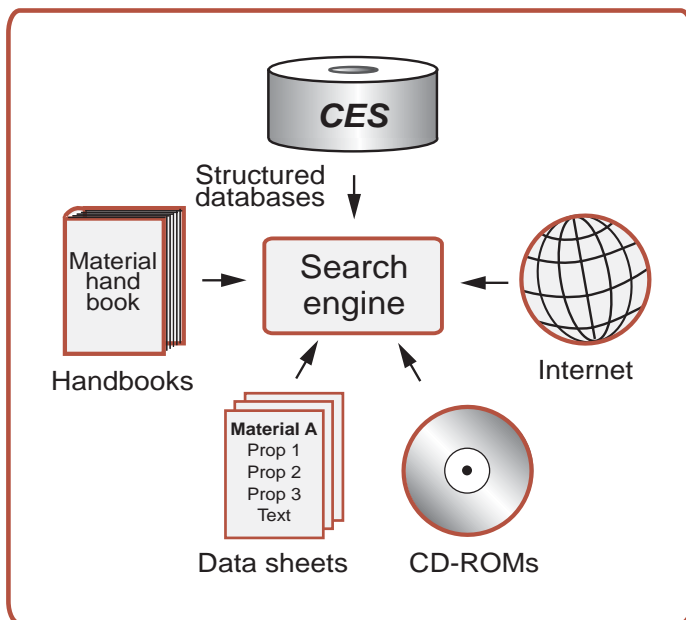 CES
Structured
databases
Material
hand
book
Handbooks
Search
engine
Internet
Material A
Prop 1
Prop 2
Prop 3
Text
Data sheets
CD-ROMs